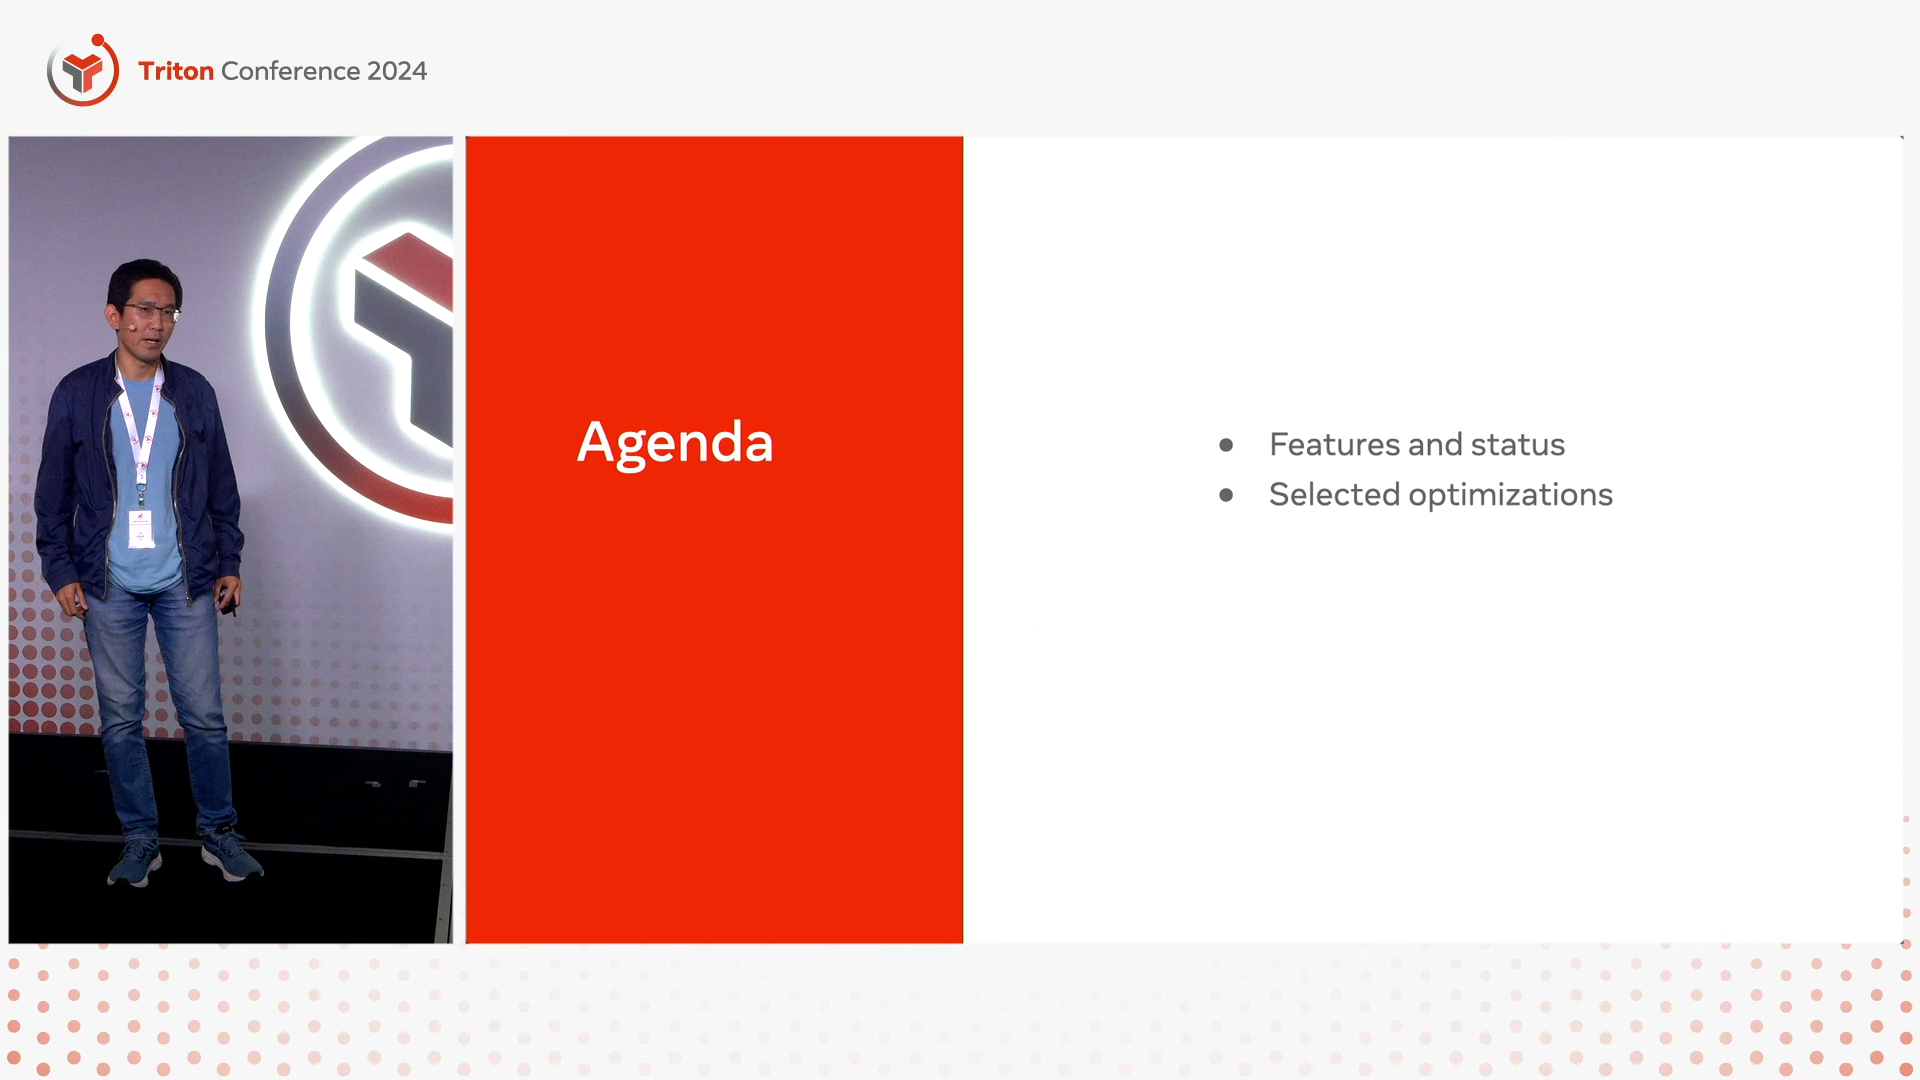 Triton Conference 2024
Agenda
● Features and status
● Selected optimizations